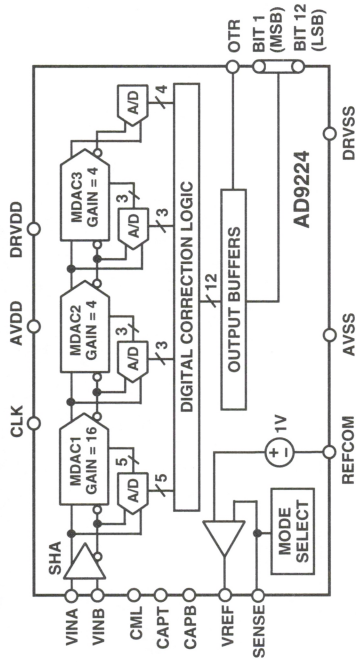 CLK
AVDD
DRVDD
SHA
MDAC1
GAIN = 16
MDAC2
GAIN = 4
MDAC3
GAIN = 4
VINA
VINB
5
3
3
A/D
A/D
A/D
A/D
5
3
3
4
DIGITAL CORRECTION LOGIC
CML
CAPT
CAPB
12
VREF
SENSE
OUTPUT BUFFERS
1V
MODE
SELECT
AD9224
OTR
BIT 1
(MSB)
BIT 12
(LSB)
REFCOM
AVSS
DRVSS